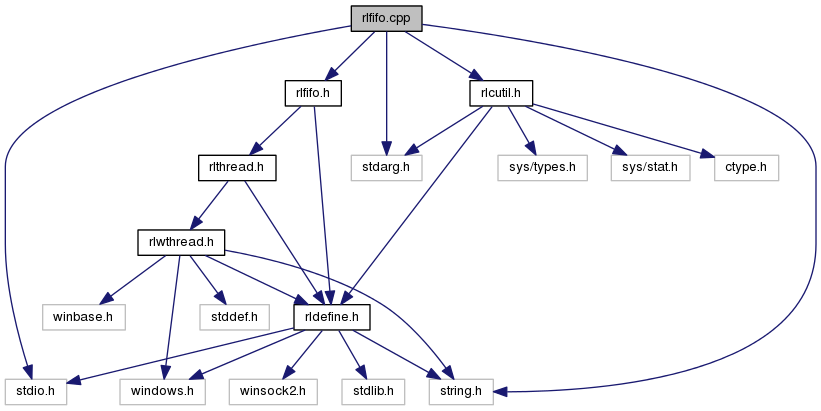 rlfifo.cpp
rlfifo.h
rlcutil.h
rlthread.h
stdarg.h
sys/types.h
sys/stat.h
ctype.h
rlwthread.h
winbase.h
stddef.h
rldefine.h
stdio.h
windows.h
winsock2.h
stdlib.h
string.h